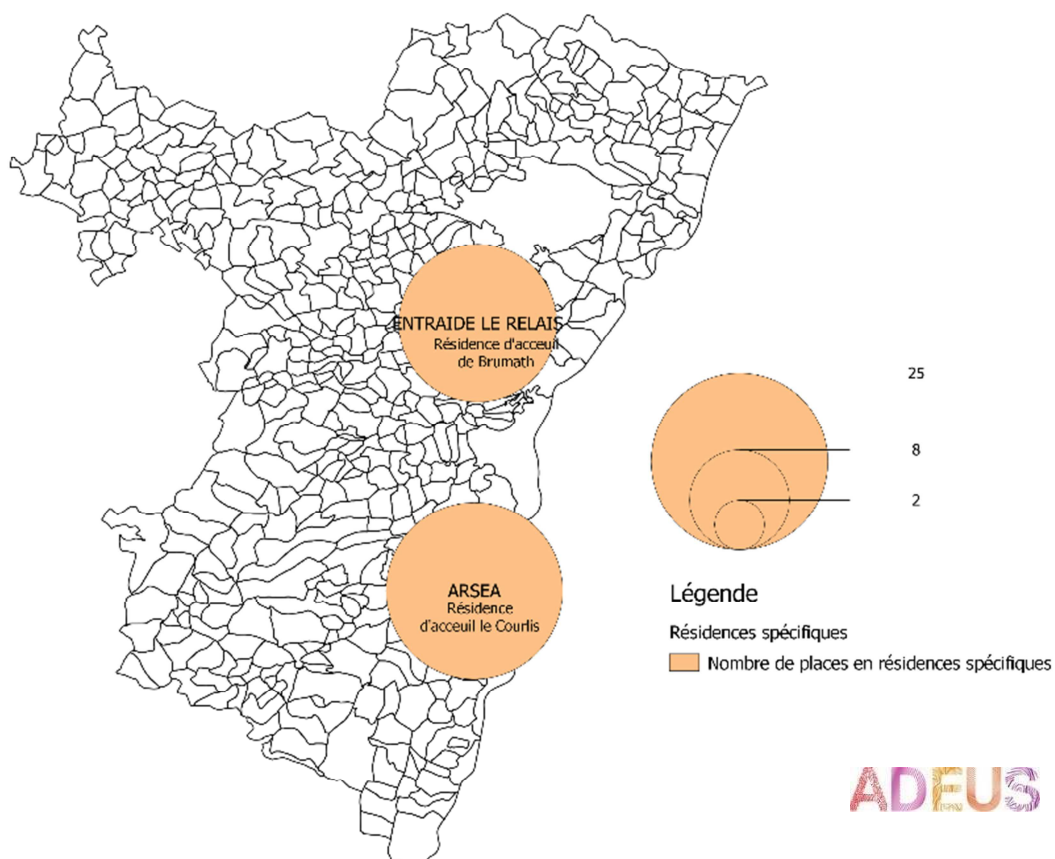 ENTRAIDE LE RELAIS
Résidence d'acceuil
de Brumath
25
8
2
ARSEA
Résidence
d'acceuil le Courlis
Légende
Résidences spécifiques
Nombre de places en résidences spécifiques
ADEUS